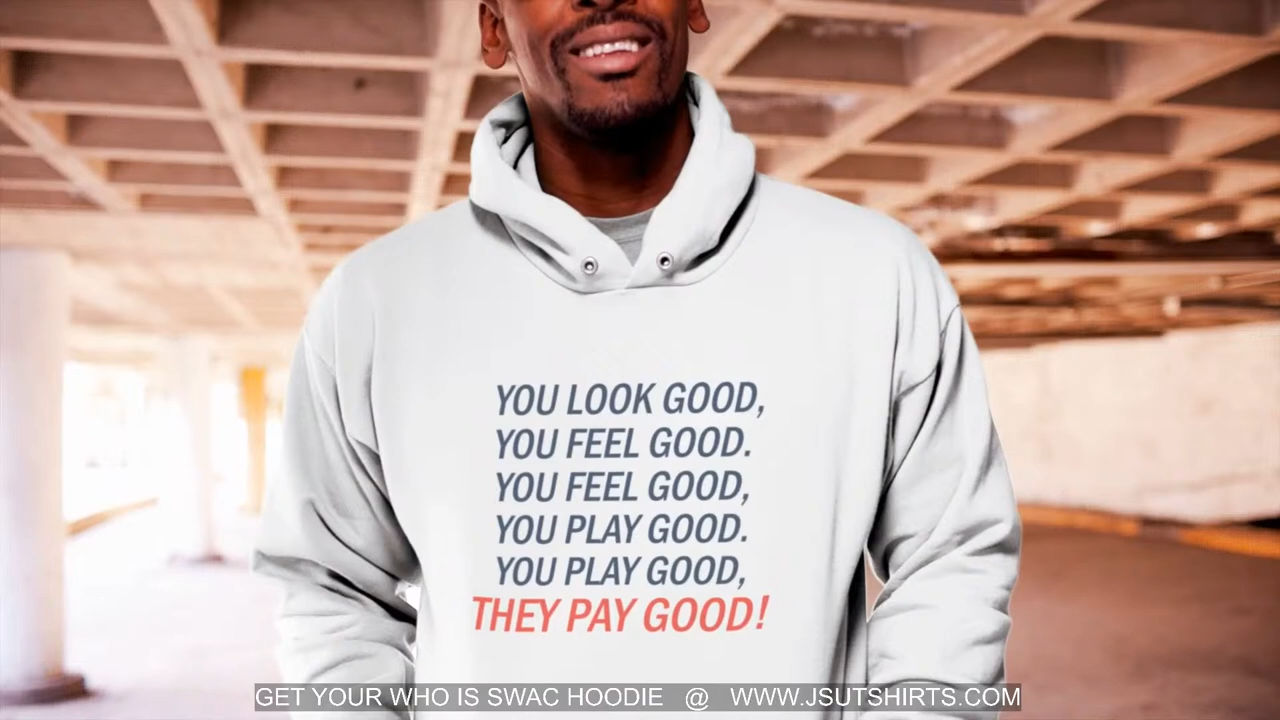 YOU LOOK GOOD,
YOU FEEL GOOD.
YOU FEEL GOOD,
YOU PLAY GOOD.
YOU PLAY GOOD,
THEY PAY GOOD!
GET YOUR WHO IS SWAC HOODIE @ WWW.JSUTSHIRTS.COM